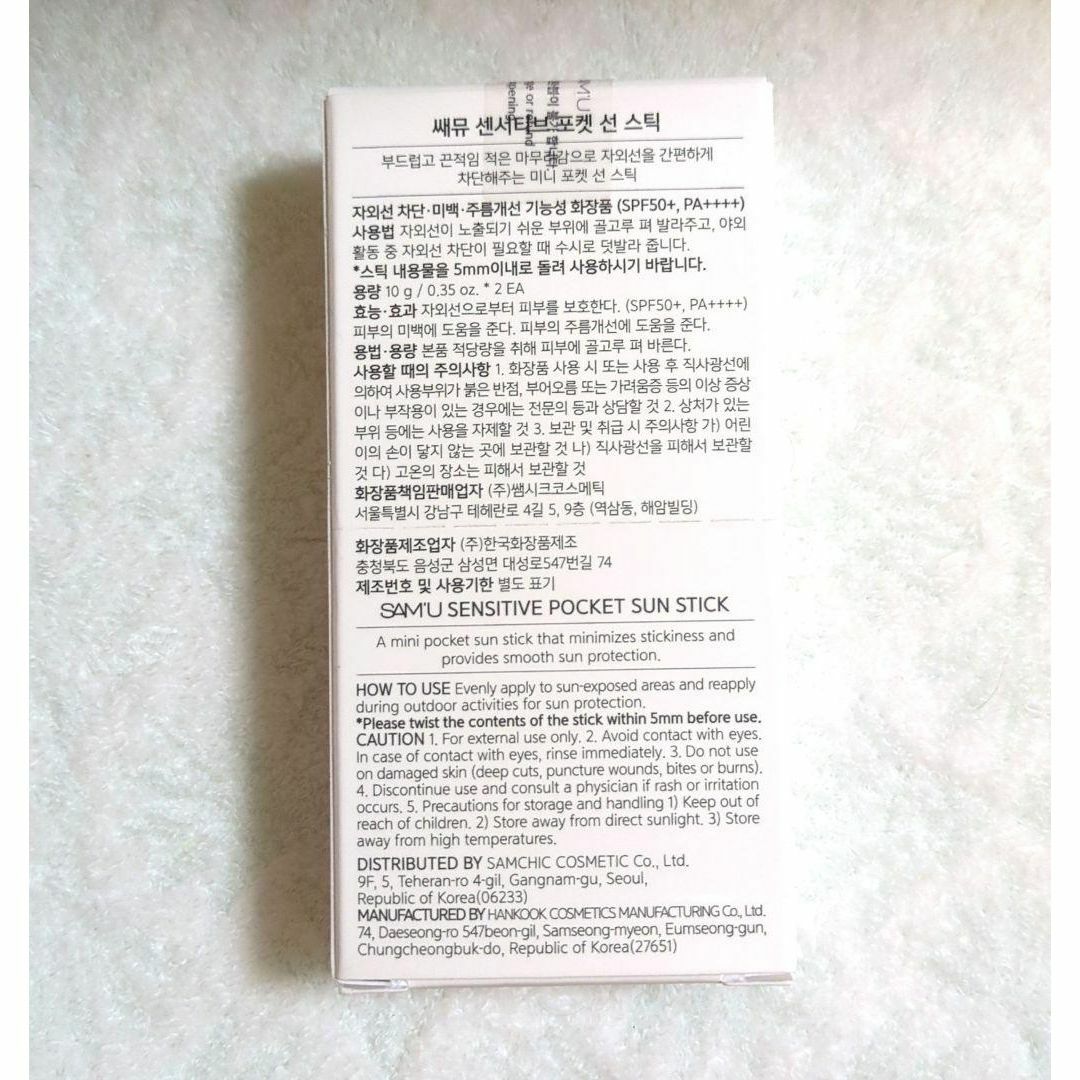 M'U
쌔뮤 센서티브 포켓 선 스틱
부드럽고 끈적임 적은 마무리감으로 자외선을 간편하게
차단해주는 미니 포켓 선 스틱
자외선 차단·미백·주름개선 기능성 화장품 (SPF50+, PA++++)
사용법 자외선이 노출되기 쉬운 부위에 골고루 펴 발라주고, 야외
활동 중 자외선 차단이 필요할 때 수시로 덧발라 줍니다.
*스틱 내용물을 5mm이내로 돌려 사용하시기 바랍니다.
용량 10 g / 0.35 oz. * 2 EA
효능·효과 자외선으로부터 피부를 보호한다. (SPF50+, PA++++)
피부의 미백에 도움을 준다. 피부의 주름개선에 도움을 준다.
용법·용량 본품 적당량을 취해 피부에 골고루 펴 바른다.
사용할 때의 주의사항 1. 화장품 사용 시 또는 사용 후 직사광선에
의하여 사용부위가 붉은 반점, 부어오름 또는 가려움증 등의 이상 증상
이나 부작용이 있는 경우에는 전문의 등과 상담할 것 2. 상처가 있는
부위 등에는 사용을 자제할 것 3. 보관 및 취급 시 주의사항 가) 어린
이의 손이 닿지 않는 곳에 보관할 것 나) 직사광선을 피해서 보관할
것 다) 고온의 장소는 피해서 보관할 것
화장품책임판매업자 (주)쌤시크코스메틱
서울특별시 강남구 테헤란로 4길 5, 9층 (역삼동, 해암빌딩)
화장품제조업자 (주)한국화장품제조
충청북도 음성군 삼성면 대성로547번길 74
제조번호 및 사용기한 별도 표기
SAM'U SENSITIVE POCKET SUN STICK
A mini pocket sun stick that minimizes stickiness and
provides smooth sun protection.
HOW TO USE Evenly apply to sun-exposed areas and reapply
during outdoor activities for sun protection.
*Please twist the contents of the stick within 5mm before use.
CAUTION 1. For external use only. 2. Avoid contact with eyes.
In case of contact with eyes, rinse immediately. 3. Do not use
on damaged skin (deep cuts, puncture wounds, bites or burns).
4. Discontinue use and consult a physician if rash or irritation
occurs. 5. Precautions for storage and handling 1) Keep out of
reach of children. 2) Store away from direct sunlight. 3) Store
away from high temperatures.
DISTRIBUTED BY SAMCHIC COSMETIC Co., Ltd.
9F, 5, Teheran-ro 4-gil, Gangnam-gu, Seoul,
Republic of Korea(06233)
MANUFACTURED BY HANKOOK COSMETICS MANUFACTURING Co., Ltd.
74, Daeseong-ro 547beon-gil, Samseong-myeon, Eumseong-gun,
Chungcheongbuk-do, Republic of Korea(27651)